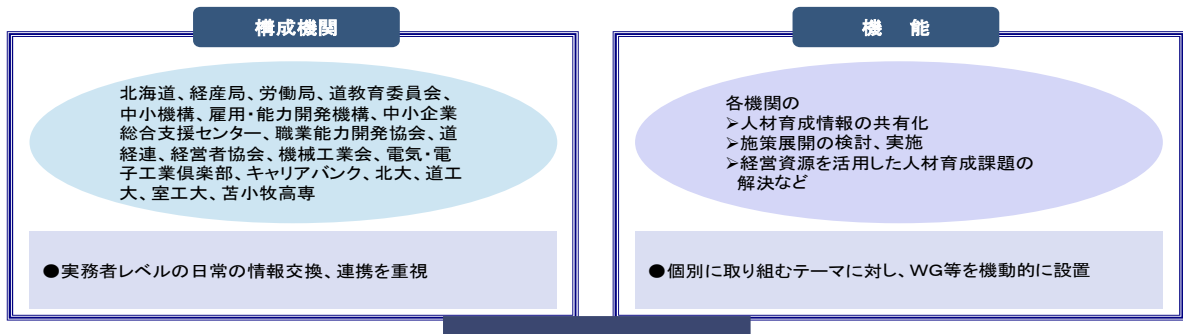 構成機関
北海道、経産局、労働局、道教育委員会、
中小機構、雇用・能力開発機構、中小企業
総合支援センター、職業能力開発協会、道
経連、経営者協会、機械工業会、電気・電
子工業倶楽部、キャリアバンク、北大、道工
大、室工大、苫小牧高専
●実務者レベルの日常の情報交換、連携を重視
機 能
各機関の
➢人材育成情報の共有化
➢施策展開の検討、実施
➢経営資源を活用した人材育成課題の
解決など
●個別に取り組むテーマに対し、WG等を機動的に設置